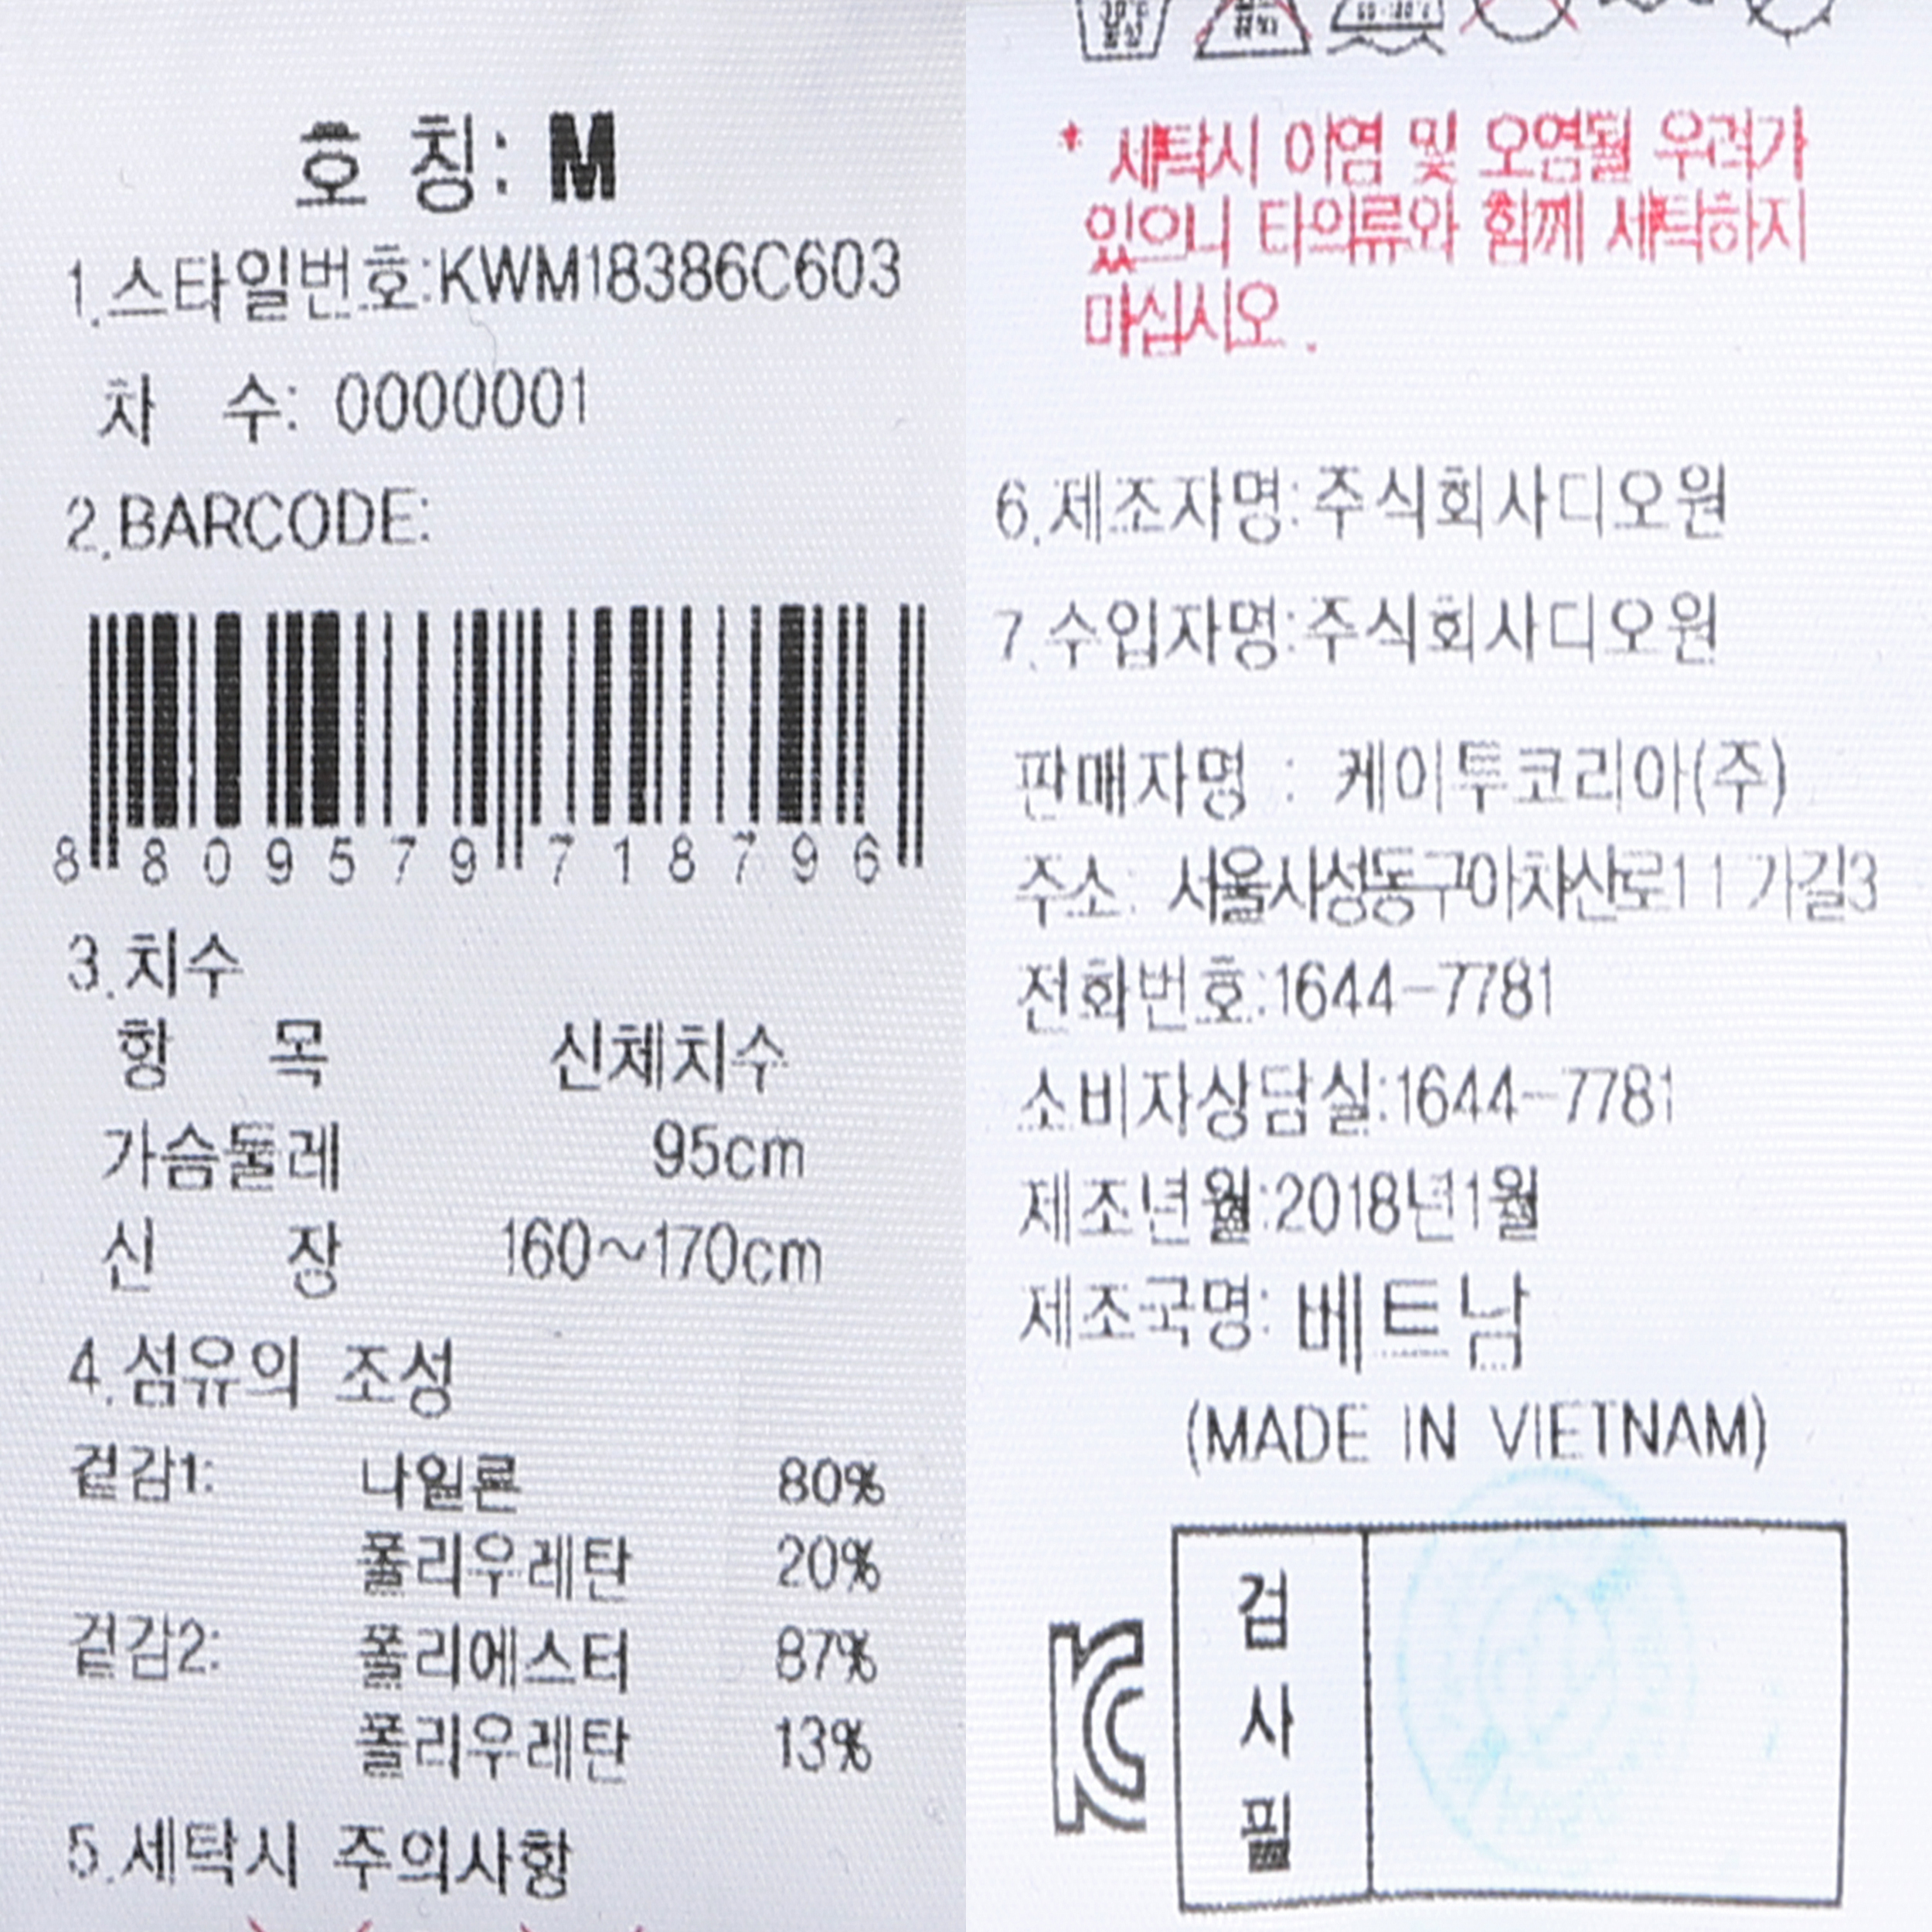 호 칭: M
1.스타일번호:KWM18386C603
차 수: 0000001
2.BARCODE:
8 809579 718796
3.치수
항 목 신체치수
가슴둘레 95cm
신 장 160~170cm
4.섬유의 조성
겉감1: 나일론 80%
폴리우레탄 20%
겉감2: 폴리에스터 87%
폴리우레탄 13%
5.세탁시 주의사항
* 세탁시 이염 및 오염될 우려가
있으니 타의류와 함께 세탁하지
마십시오.
6.제조자명:주식회사디오원
7.수입자명:주식회사디오원
판매자명 : 케이투코리아(주)
주소: 서울시성동구아차산로11가길3
전화번호:1644-7781
소비자상담실:1644-7781
제조년월:2018년1월
제조국명: 베트남
(MADE IN VIETNAM)
검
사
필